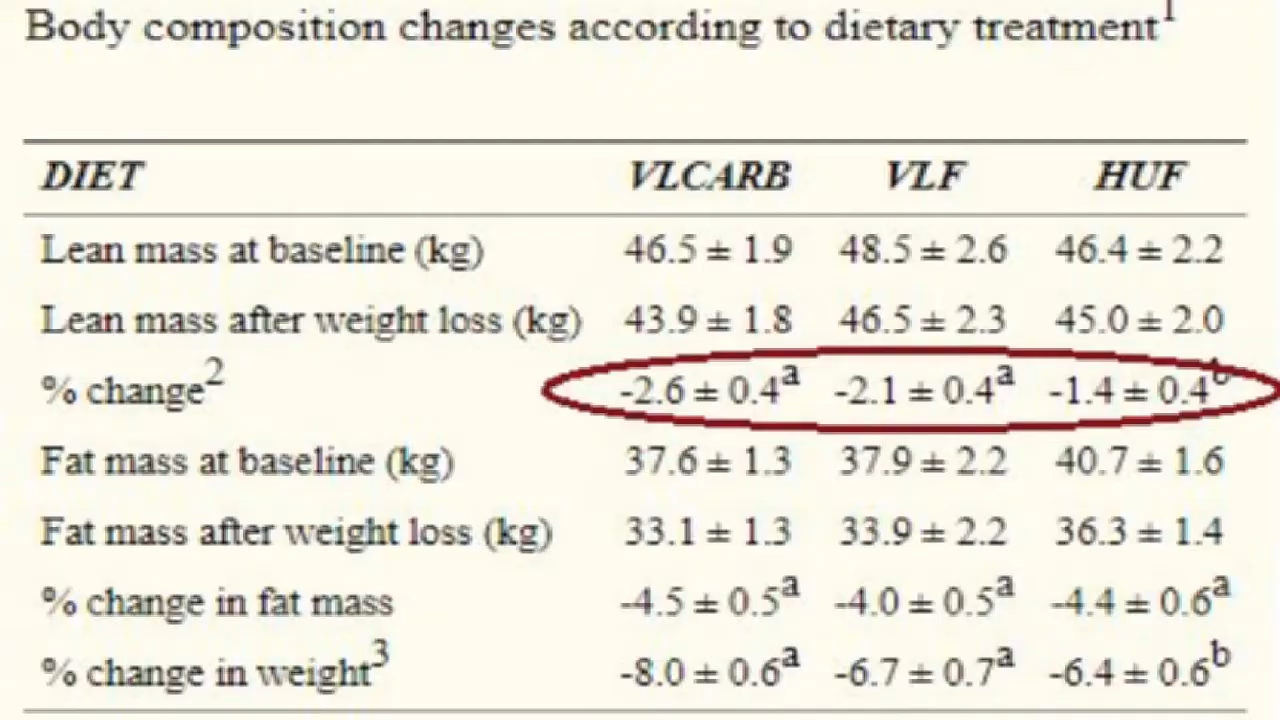 Body composition changes according to dietary treatment1
DIET VLCARB VLF HUF
Lean mass at baseline (kg) 46.5 ± 1.9 48.5 ± 2.6 46.4 ± 2.2
Lean mass after weight loss (kg) 43.9 ± 1.8 46.5 ± 2.3 45.0 ± 2.0
% change2 -2.6 ± 0.4a -2.1 ± 0.4a -1.4 ± 0.4b
Fat mass at baseline (kg) 37.6 ± 1.3 37.9 ± 2.2 40.7 ± 1.6
Fat mass after weight loss (kg) 33.1 ± 1.3 33.9 ± 2.2 36.3 ± 1.4
% change in fat mass -4.5 ± 0.5a -4.0 ± 0.5a -4.4 ± 0.6a
% change in weight3 -8.0 ± 0.6a -6.7 ± 0.7a -6.4 ± 0.6b